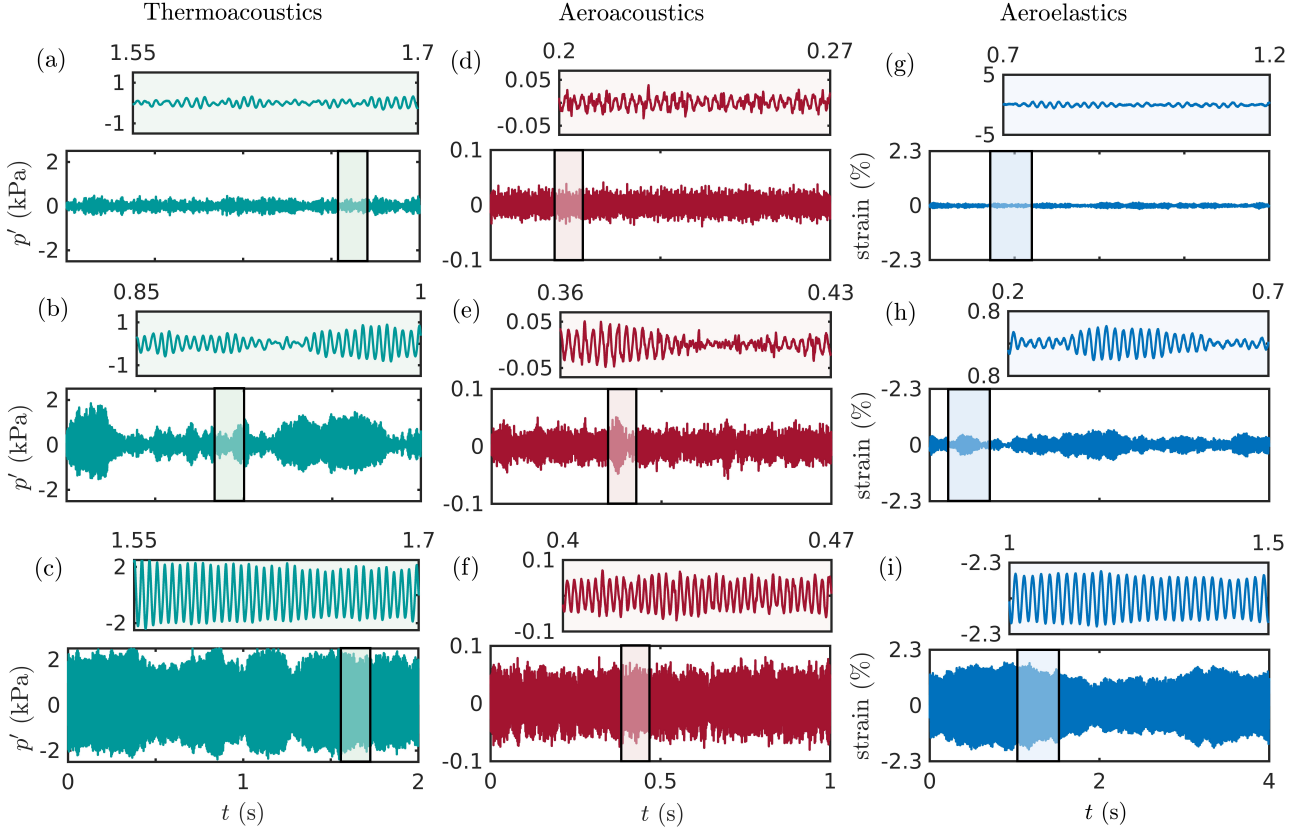 Thermoacoustics Aeroacoustics Aeroelastics
(a) 1.55 1.7 (d) 0.2 0.27 (g) 0.7 1.2
1 0.05 5
-1 -0.05 -5
p′ (kPa) 2 0 -2 0.1 0 -0.1 strain (%) 2.3 0 -2.3
(b) 0.85 1 (e) 0.36 0.43 (h) 0.2 0.7
1 0.05 0.8
-1 -0.05 0.8
p′ (kPa) 2 0 -2 0.1 0 -0.1 strain (%) -2.3 0 -2.3
(c) 1.55 1.7 (f) 0.4 0.47 (i) 1 1.5
2 0.1 -2.3
-2 -0.1 -2.3
p′ (kPa) 2 0 -2 0.1 0 -0.1 strain (%) 2.3 0 -2.3
0 1 2 0 0.5 1 0 2 4
t (s) t (s) t (s)